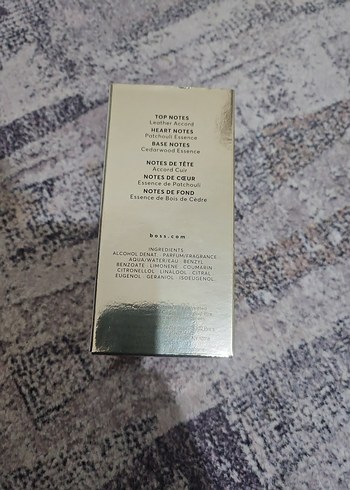 TOP NOTES
Leather Accord
HEART NOTES
Patchouli Essence
BASE NOTES
Cedarwood Essence
NOTES DE TÊTE
Accord Cuir
NOTES DE CŒUR
Essence de Patchouli
NOTES DE FOND
Essence de Bois de Cèdre
boss.com
INGREDIENTS:
ALCOHOL DENAT. · PARFUM/FRAGRANCE
AQUA/WATER/EAU · BENZYL
BENZOATE · LIMONENE · COUMARIN
CITRONELLOL · LINALOOL · CITRAL
EUGENOL · GERANIOL · ISOEUGENOL.